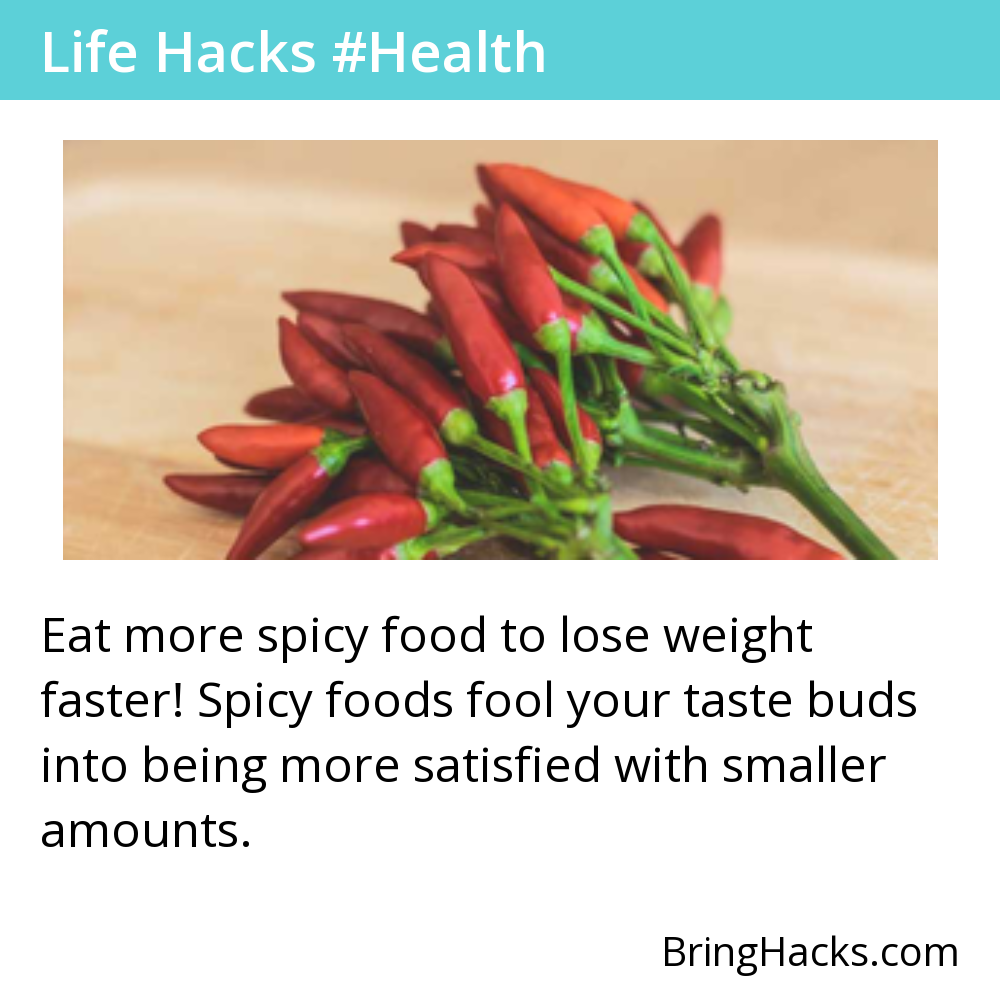 Life Hacks #Health
Eat more spicy food to lose weight
faster! Spicy foods fool your taste buds
into being more satisfied with smaller
amounts.
BringHacks.com